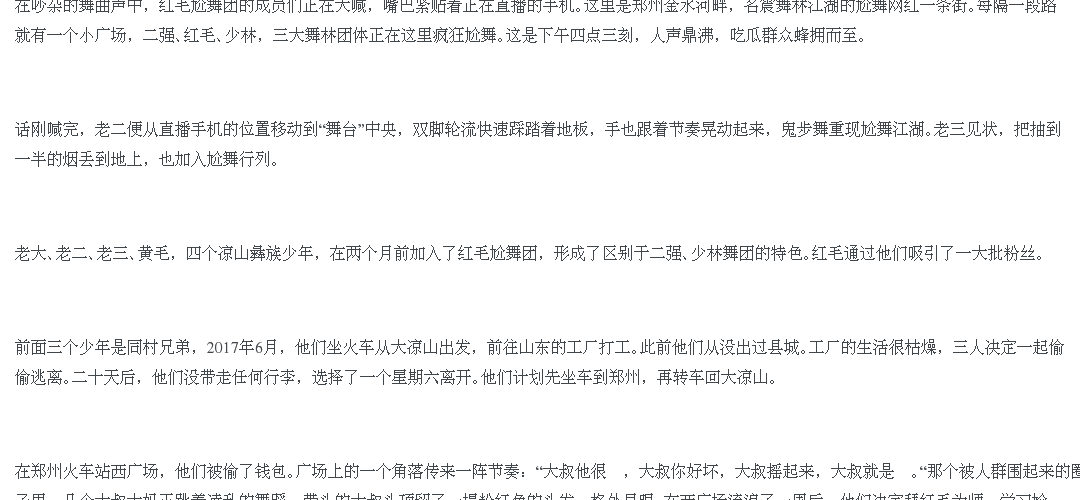 在吵杂的舞曲声中，红毛尬舞团的成员们正在大喊，嘴巴紧贴着正在直播的手机。这里是郑州金水河畔，名震舞林江湖的尬舞网红一条街。每隔一段路
就有一个小广场，二强、红毛、少林，三大舞林团体正在这里疯狂尬舞。这是下午四点三刻，人声鼎沸，吃瓜群众蜂拥而至。
话刚喊完，老二便从直播手机的位置移动到“舞台”中央，双脚轮流快速踩踏着地板，手也跟着节奏晃动起来，鬼步舞重现尬舞江湖。老三见状，把抽到
一半的烟丢到地上，也加入尬舞行列。
老大、老二、老三、黄毛，四个凉山彝族少年，在两个月前加入了红毛尬舞团，形成了区别于二强、少林舞团的特色。红毛通过他们吸引了一大批粉丝。
前面三个少年是同村兄弟，2017年6月，他们坐火车从大凉山出发，前往山东的工厂打工。此前他们从没出过县城。工厂的生活很枯燥，三人决定一起偷
偷逃离。二十天后，他们没带走任何行李，选择了一个星期六离开。他们计划先坐车到郑州，再转车回大凉山。
在郑州火车站西广场，他们被偷了钱包。广场上的一个角落传来一阵节奏：“大叔他很　，大叔你好坏，大叔摇起来，大叔就是　。”那个被人群围起来的圈